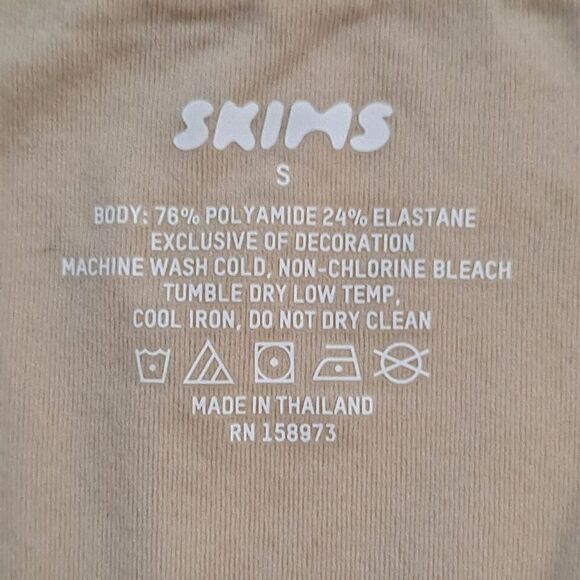 SKIMS
S
BODY: 76% POLYAMIDE 24% ELASTANE
EXCLUSIVE OF DECORATION
MACHINE WASH COLD, NON-CHLORINE BLEACH
TUMBLE DRY LOW TEMP,
COOL IRON, DO NOT DRY CLEAN
MADE IN THAILAND
RN 158973